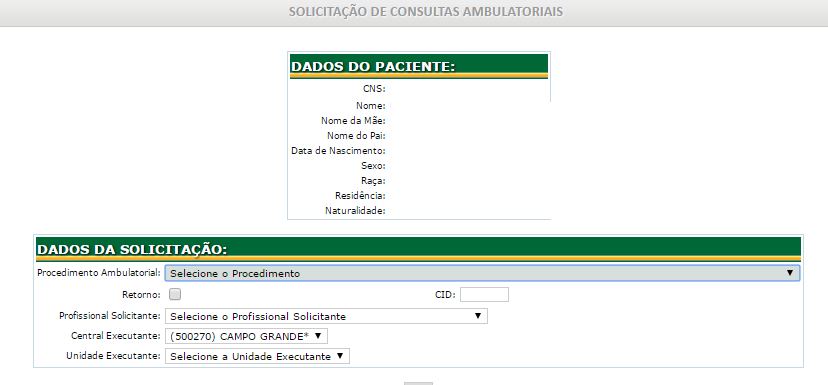 SOLICITAÇÃO DE CONSULTAS AMBULATORIAIS
DADOS DO PACIENTE:
CNS:
Nome:
Nome da Mãe:
Nome do Pai:
Data de Nascimento:
Sexo:
Raça:
Residência:
Naturalidade:
DADOS DA SOLICITAÇÃO:
Procedimento Ambulatorial: Selecione o Procedimento
Retorno: CID:
Profissional Solicitante: Selecione o Profissional Solicitante
Central Executante: (500270) CAMPO GRANDE*
Unidade Executante: Selecione a Unidade Executante